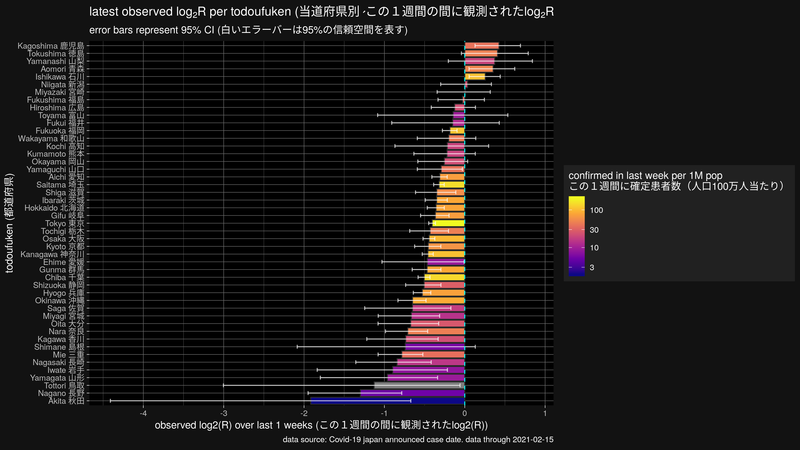 latest observed log₂R per todoufuken (当道府県別 この１週間の間に観測されたlog₂R
error bars represent 95% CI (白いエラーバーは95%の信頼空間を表す)
todoufuken (都道府県)
Kagoshima 鹿児島
Tokushima 徳島
Yamanashi 山梨
Aomori 青森
Ishikawa 石川
Niigata 新潟
Miyazaki 宮崎
Fukushima 福島
Hiroshima 広島
Toyama 富山
Fukui 福井
Fukuoka 福岡
Wakayama 和歌山
Kochi 高知
Kumamoto 熊本
Okayama 岡山
Yamaguchi 山口
Aichi 愛知
Saitama 埼玉
Shiga 滋賀
Ibaraki 茨城
Hokkaido 北海道
Gifu 岐阜
Tokyo 東京
Tochigi 栃木
Osaka 大阪
Kyoto 京都
Kanagawa 神奈川
Ehime 愛媛
Gunma 群馬
Chiba 千葉
Shizuoka 静岡
Hyogo 兵庫
Okinawa 沖縄
Saga 佐賀
Miyagi 宮城
Oita 大分
Nara 奈良
Kagawa 香川
Shimane 島根
Mie 三重
Nagasaki 長崎
Iwate 岩手
Yamagata 山形
Tottori 鳥取
Nagano 長野
Akita 秋田
-4 -3 -2 -1 0 1
observed log2(R) over last 1 weeks (この１週間の間に観測されたlog2(R))
data source: Covid-19 japan announced case date. data through 2021-02-15
confirmed in last week per 1M pop
この１週間に確定患者数（人口100万人当たり）
100
30
10
3